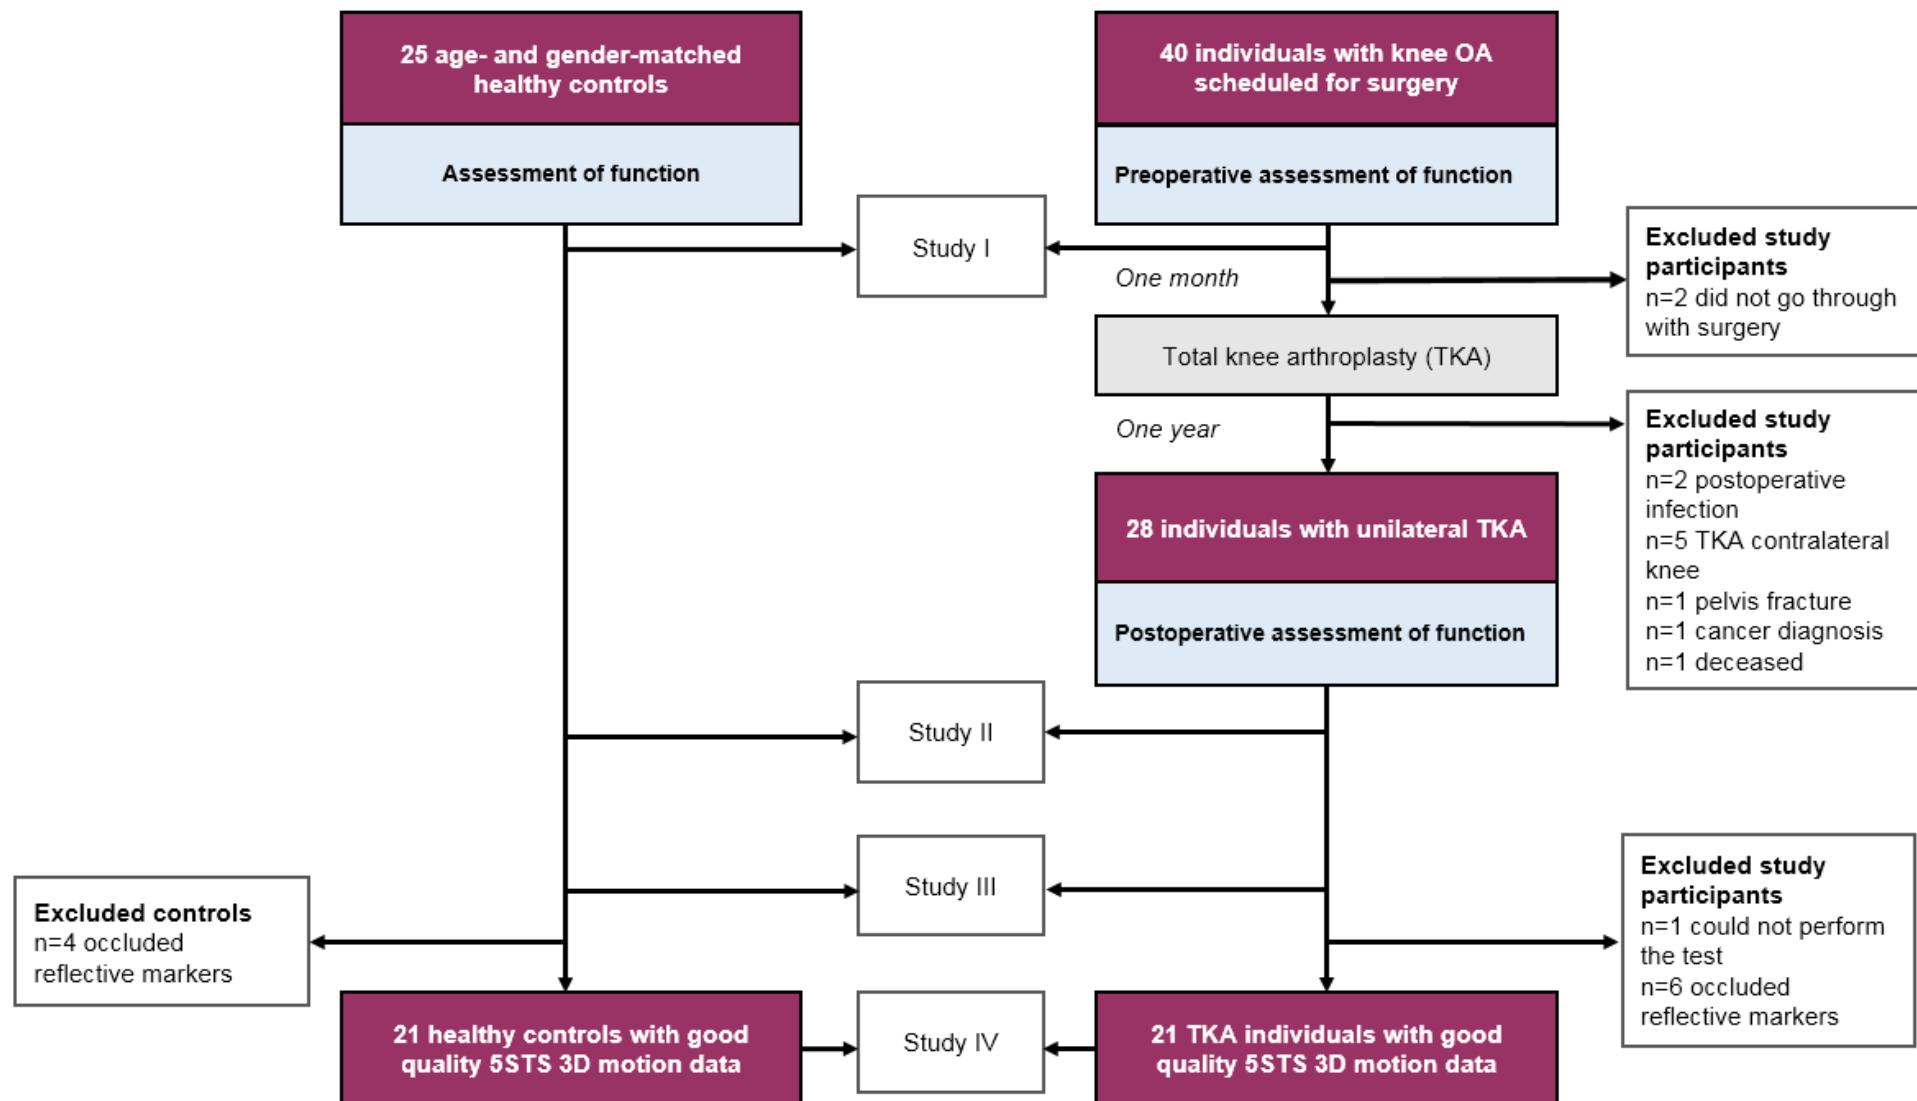 25 age- and gender-matched
healthy controls
Assessment of function
40 individuals with knee OA
scheduled for surgery
Preoperative assessment of function
Study I
One month
Excluded study
participants
n=2 did not go through
with surgery
Total knee arthroplasty (TKA)
One year
Excluded study
participants
n=2 postoperative
infection
n=5 TKA contralateral
knee
n=1 pelvis fracture
n=1 cancer diagnosis
n=1 deceased
28 individuals with unilateral TKA
Postoperative assessment of function
Study II
Study III
Excluded controls
n=4 occluded
reflective markers
Excluded study
participants
n=1 could not perform
the test
n=6 occluded
reflective markers
21 healthy controls with good
quality 5STS 3D motion data
Study IV
21 TKA individuals with good
quality 5STS 3D motion data